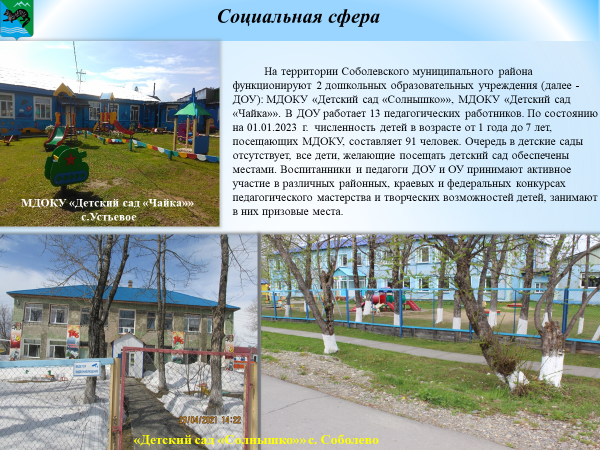 Социальная сфера
На территории Соболевского муниципального района
функционируют 2 дошкольных образовательных учреждения (далее -
ДОУ): МДОКУ «Детский сад «Солнышко»», МДОКУ «Детский сад
«Чайка»». В ДОУ работает 13 педагогических работников. По состоянию
на 01.01.2023 г. численность детей в возрасте от 1 года до 7 лет,
посещающих МДОКУ, составляет 91 человек. Очередь в детские сады
отсутствует, все дети, желающие посещать детский сад обеспечены
местами. Воспитанники и педагоги ДОУ и ОУ принимают активное
участие в различных районных, краевых и федеральных конкурсах
педагогического мастерства и творческих возможностей детей, занимают
в них призовые места.
МДОКУ «Детский сад «Чайка»»
с.Устьевое
«Детский сад «Солнышко»» с. Соболево